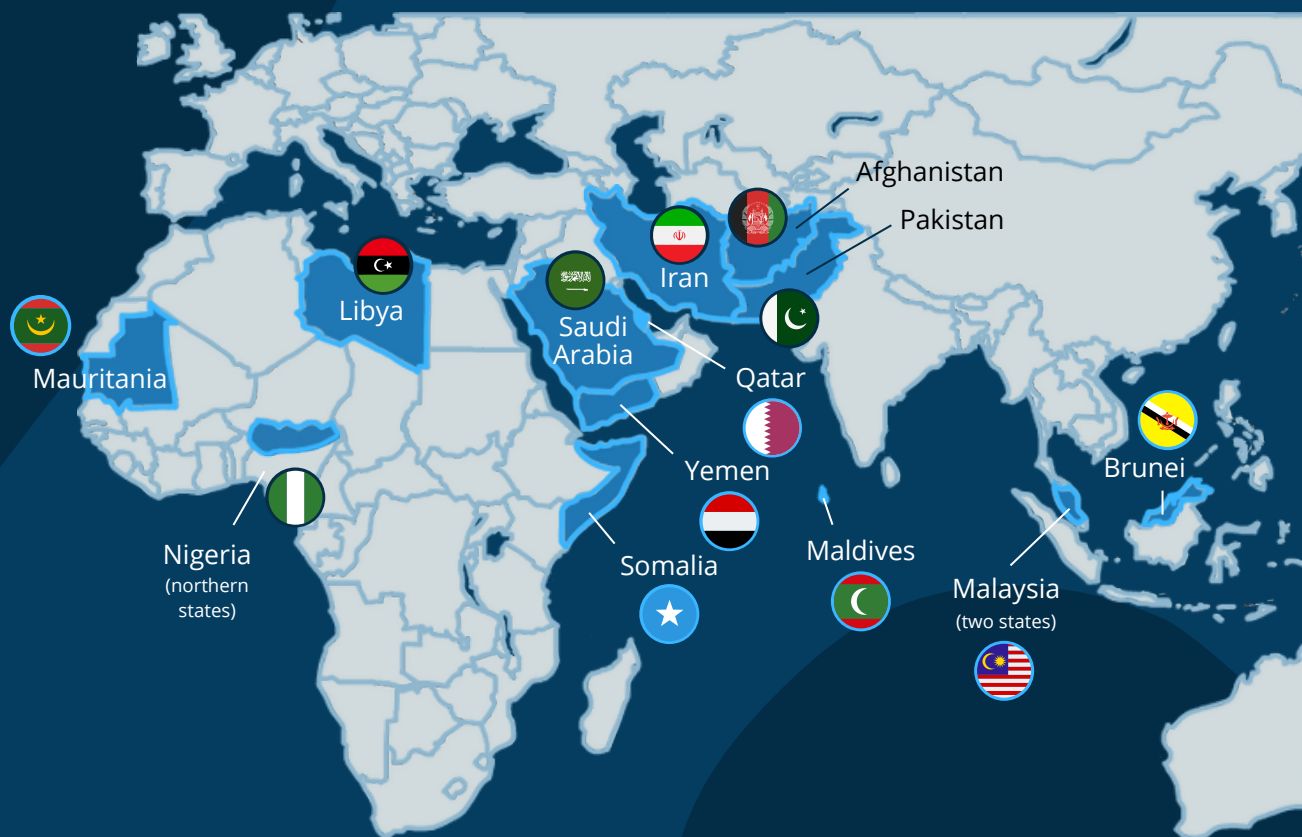 Afghanistan
Pakistan
Iran
Libya
Saudi
Arabia
Mauritania
Qatar
Yemen
Brunei
Nigeria
(northern
states)
Somalia
Maldives
Malaysia
(two states)